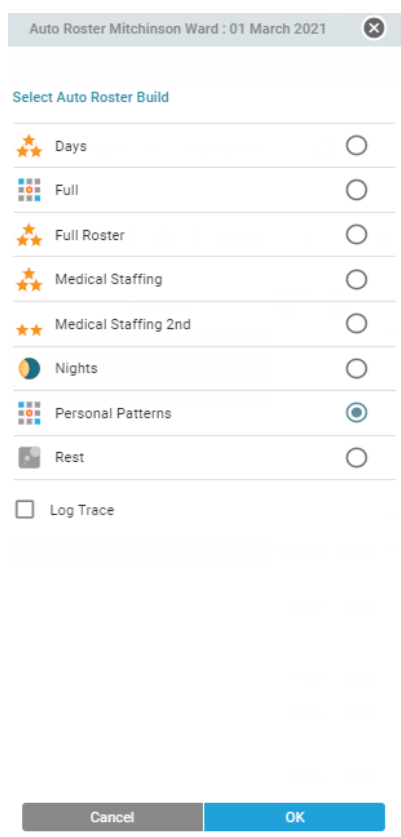 Auto Roster Mitchinson Ward : 01 March 2021
Select Auto Roster Build
Days
Full
Full Roster
Medical Staffing
Medical Staffing 2nd
Nights
Personal Patterns
Rest
Log Trace
Cancel OK